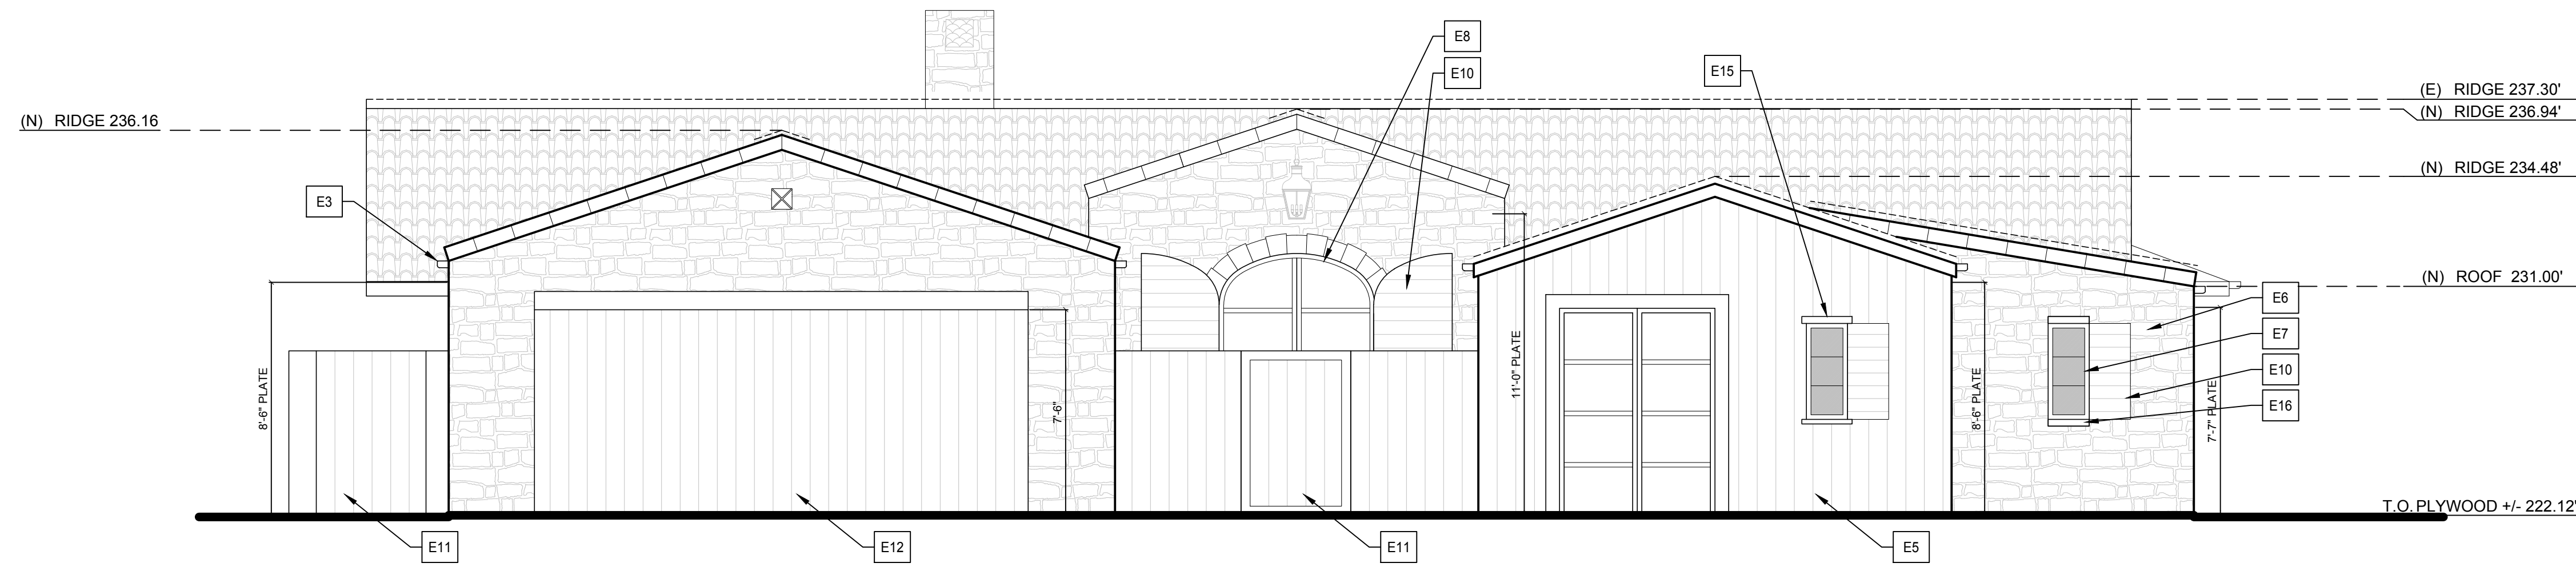 E8
E10
E15
(E) RIDGE 237.30'
(N) RIDGE 236.94'
(N) RIDGE 236.16
(N) RIDGE 234.48'
E3
(N) ROOF 231.00'
E6
E7
E10
E16
8'-6" PLATE
7'-6"
11'-0" PLATE
8'-6" PLATE
7'-7" PLATE
T.O. PLYWOOD +/- 222.12'
E11
E12
E11
E5